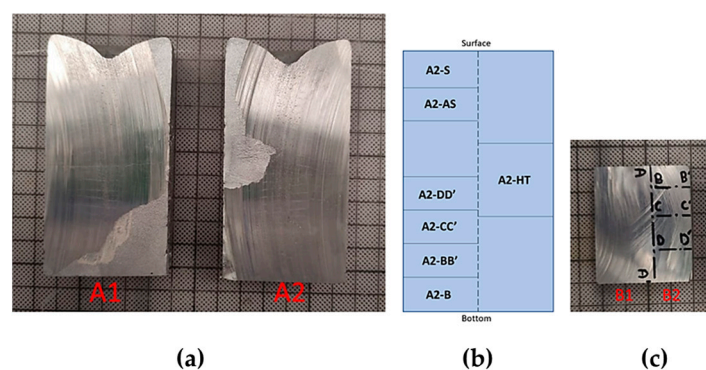 A1
A2
(a)
Surface
A2-S
A2-AS
A2-HT
A2-DD'
A2-CC'
A2-BB'
A2-B
Bottom
(b)
A
B B'
C C'
A
B1 B2
(c)